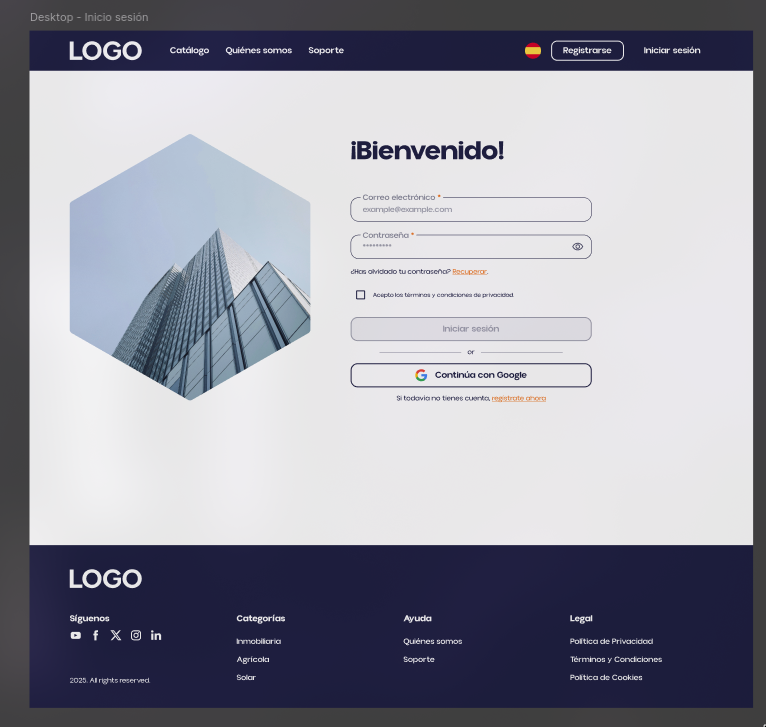 Desktop - Inicio sesión
LOGO Catálogo Quiénes somos Soporte Registrarse Iniciar sesión
¡Bienvenido!
Correo electrónico *
example@example.com
Contraseña *
*********
¿Has olvidado tu contraseña? Recuperar.
Acepto los términos y condiciones de privacidad.
Iniciar sesión
or
Continúa con Google
Si todavía no tienes cuenta, regístrate ahora
LOGO
Síguenos Categorías Ayuda Legal
Inmobiliaria Quiénes somos Política de Privacidad
Agrícola Soporte Términos y Condiciones
Solar Política de Cookies
2025. All rights reserved.